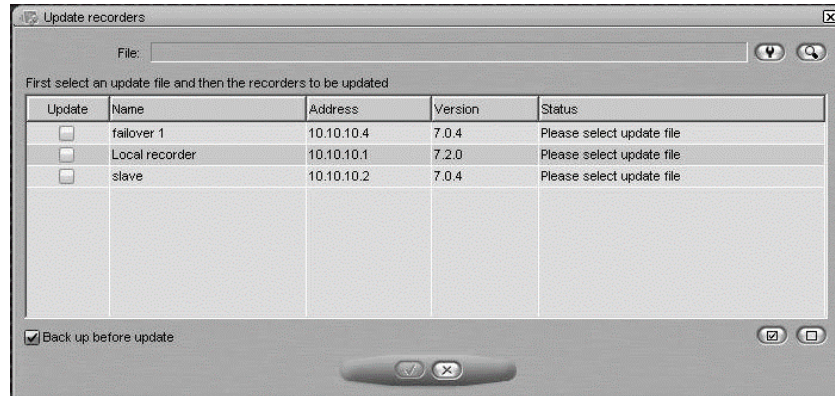 Update recorders
File:
First select an update file and then the recorders to be updated
Update Name Address Version Status
failover 1 10.10.10.4 7.0.4 Please select update file
Local recorder 10.10.10.1 7.2.0 Please select update file
slave 10.10.10.2 7.0.4 Please select update file
Back up before update